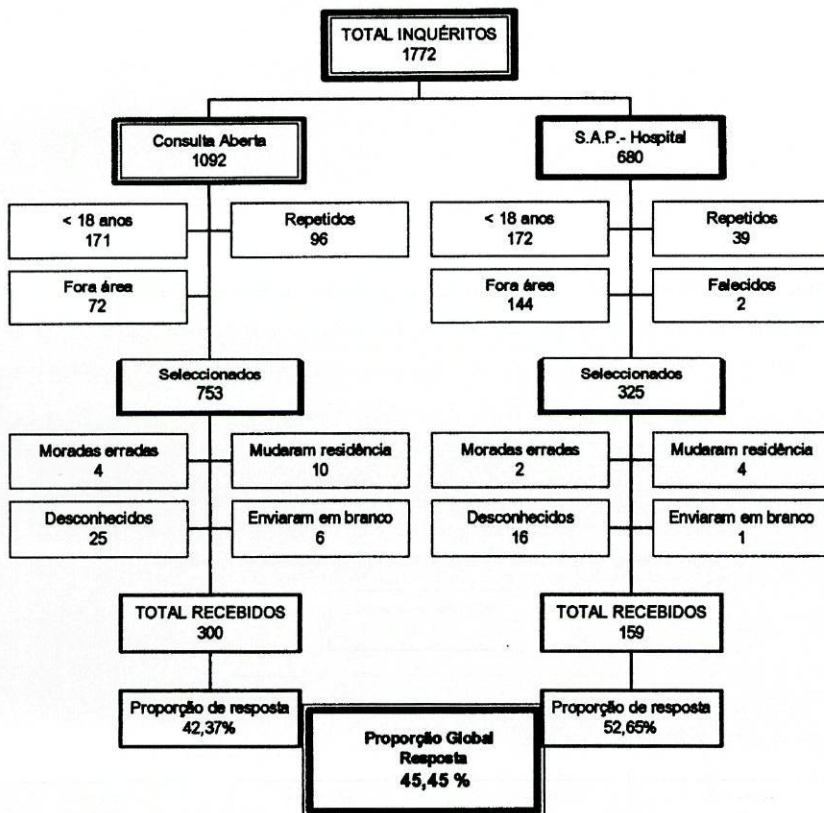 TOTAL INQUÉRITOS
1772
Consulta Aberta
1092
S.A.P.- Hospital
680
< 18 anos
171
Repetidos
96
< 18 anos
172
Repetidos
39
Fora área
72
Fora área
144
Falecidos
2
Seleccionados
753
Seleccionados
325
Moradas erradas
4
Mudaram residência
10
Moradas erradas
2
Mudaram residência
4
Desconhecidos
25
Enviaram em branco
6
Desconhecidos
16
Enviaram em branco
1
TOTAL RECEBIDOS
300
TOTAL RECEBIDOS
159
Proporção de resposta
42,37%
Proporção de resposta
52,65%
Proporção Global
Resposta
45,45 %